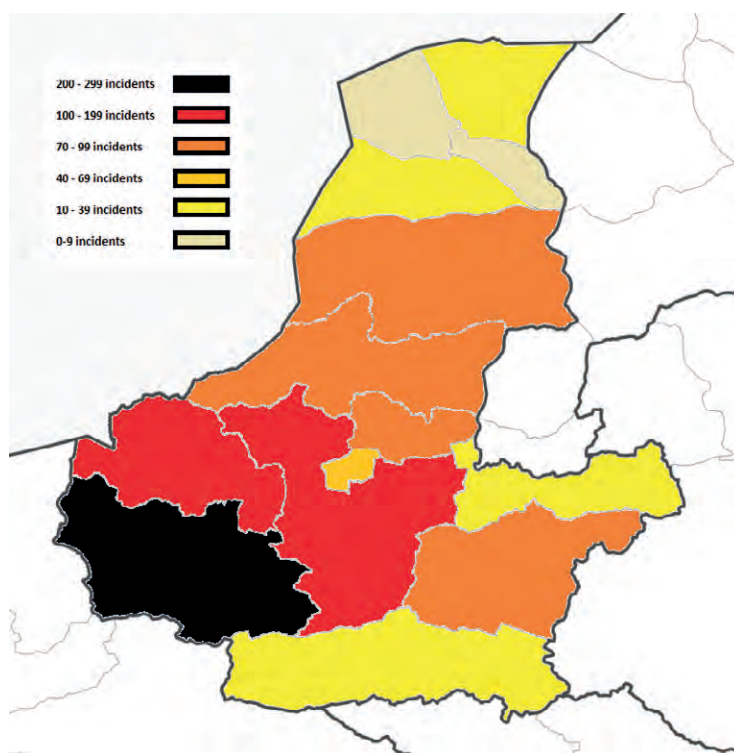 200 - 299 incidents
100 - 199 incidents
70 - 99 incidents
40 - 69 incidents
10 - 39 incidents
0-9 incidents